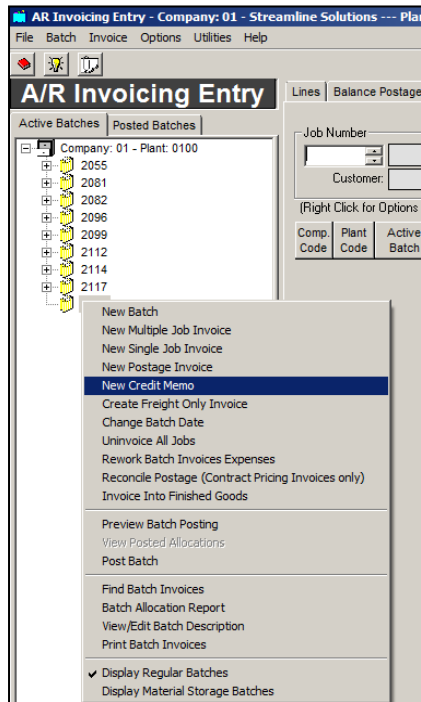 AR Invoicing Entry - Company: 01 - Streamline Solutions --- Pla
File Batch Invoice Options Utilities Help
A/R Invoicing Entry
Lines Balance Postage
Active Batches Posted Batches
Job Number
Company: 01 - Plant: 0100
2055
Customer:
2081
2082
(Right Click for Options
2096
2099
Comp. Code Plant Code Active Batch
2112
2114
2117
New Batch
New Multiple Job Invoice
New Single Job Invoice
New Postage Invoice
New Credit Memo
Create Freight Only Invoice
Change Batch Date
Uninvoice All Jobs
Rework Batch Invoices Expenses
Reconcile Postage (Contract Pricing Invoices only)
Invoice Into Finished Goods
Preview Batch Posting
View Posted Allocations
Post Batch
Find Batch Invoices
Batch Allocation Report
View/Edit Batch Description
Print Batch Invoices
Display Regular Batches
Display Material Storage Batches